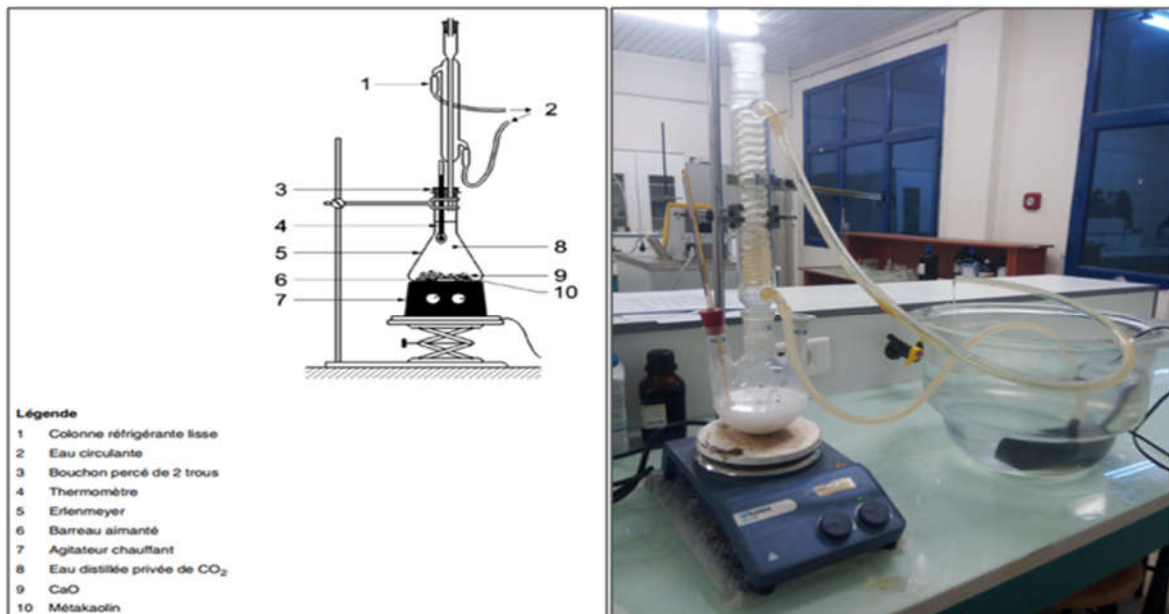 1
2
3
4
5
6
7
8
9
10
Légende
1 Colonne réfrigérante lisse
2 Eau circulante
3 Bouchon percé de 2 trous
4 Thermomètre
5 Erlenmeyer
6 Barreau aimanté
7 Agitateur chauffant
8 Eau distillée privée de CO₂
9 CaO
10 Métakaolin